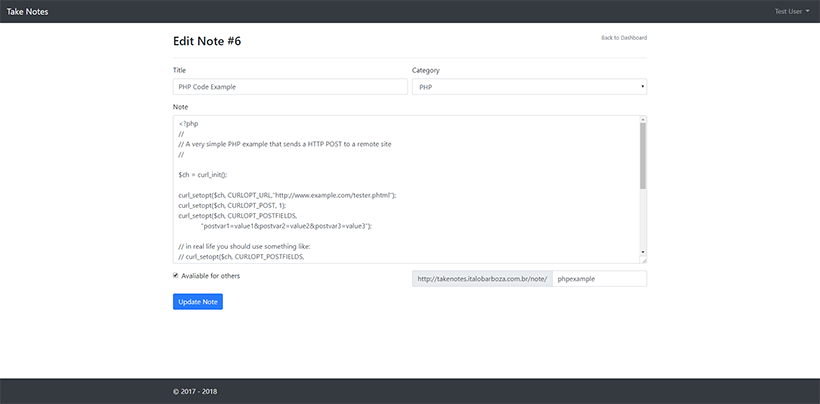 Take Notes
Test User
Edit Note #6
Back to Dashboard
Title
Category
PHP Code Example
PHP
Note
<?php
//
// A very simple PHP example that sends a HTTP POST to a remote site
//
$ch = curl_init();
curl_setopt($ch, CURLOPT_URL,"http://www.example.com/tester.phtml");
curl_setopt($ch, CURLOPT_POST, 1);
curl_setopt($ch, CURLOPT_POSTFIELDS,
"postvar1=value1&postvar2=value2&postvar3=value3");
// in real life you should use something like:
// curl_setopt($ch, CURLOPT_POSTFIELDS,
Avaliable for others
http://takenotes.italobarboza.com.br/note/ phpexample
Update Note
© 2017 - 2018